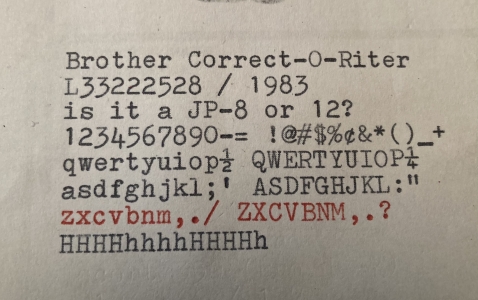 Brother Correct-O-Riter
L33222528 / 1983
is it a JP-8 or 12?
1234567890-= !@#$%¢&*()_+
qwertyuiop½ QWERTYUIOP¼
asdfghjkl;' ASDFGHJKL:"
zxcvbnm,./ ZXCVBNM,.?
HHHHhhhhHHHHh